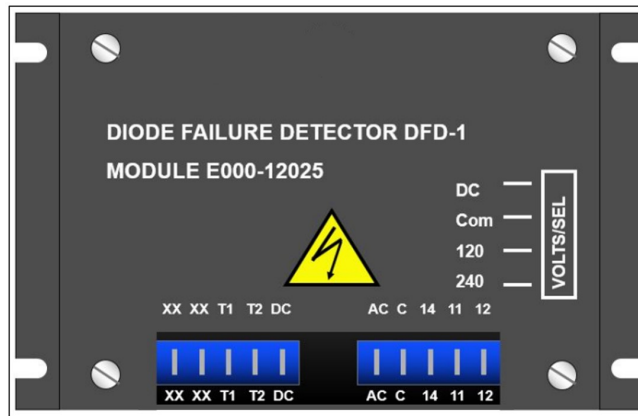 DIODE FAILURE DETECTOR DFD-1
MODULE E000-12025
DC
Com
120
240
VOLTS/SEL
XX XX T1 T2 DC AC C 14 11 12
XX XX T1 T2 DC AC C 14 11 12